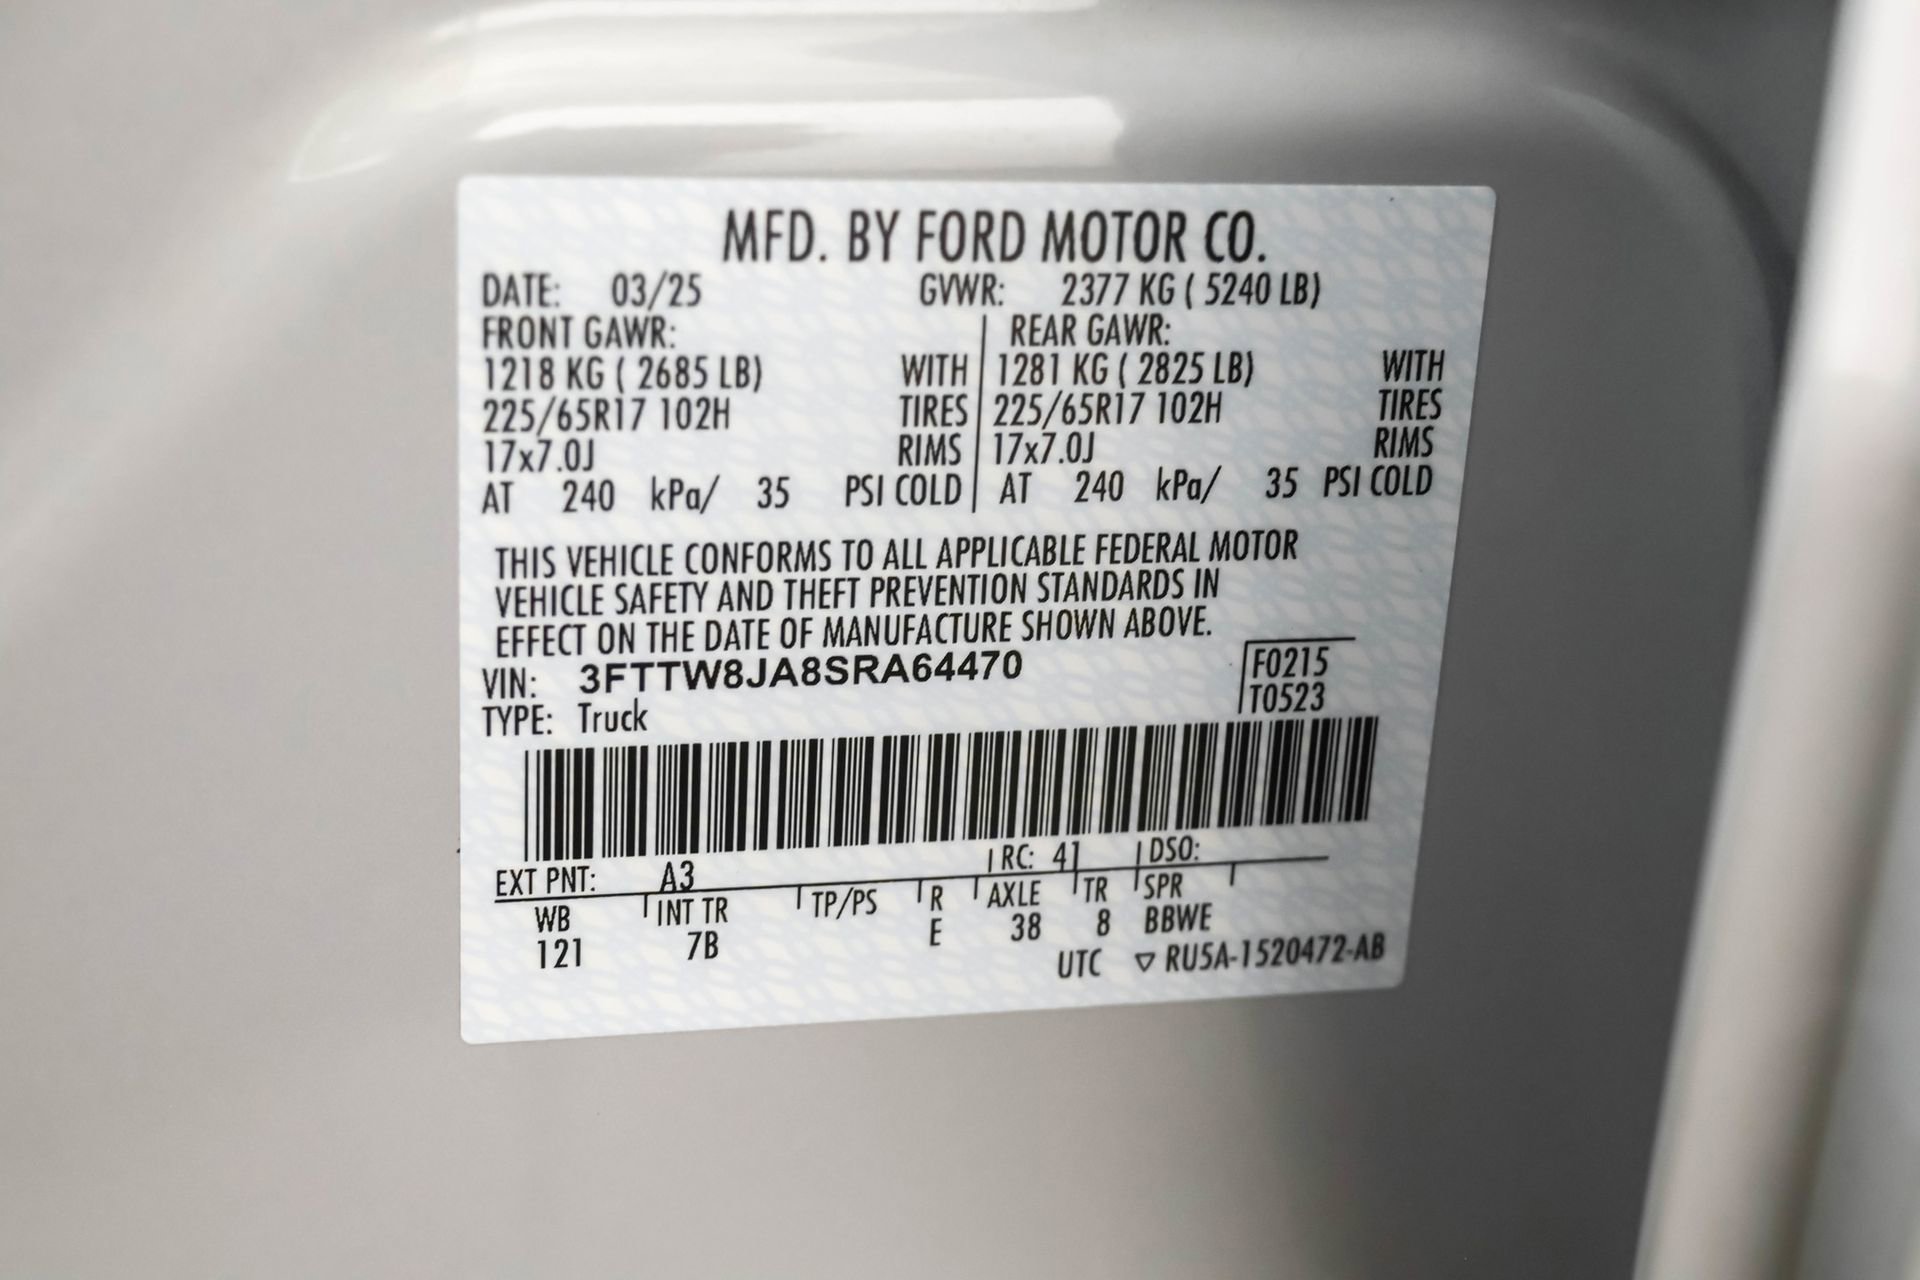 MFD. BY FORD MOTOR CO.
DATE: 03/25 GVWR: 2377 KG ( 5240 LB)
FRONT GAWR: REAR GAWR:
1218 KG ( 2685 LB) WITH 1281 KG ( 2825 LB) WITH
225/65R17 102H TIRES 225/65R17 102H TIRES
17x7.0J RIMS 17x7.0J RIMS
AT 240 kPa/ 35 PSI COLD AT 240 kPa/ 35 PSI COLD
THIS VEHICLE CONFORMS TO ALL APPLICABLE FEDERAL MOTOR
VEHICLE SAFETY AND THEFT PREVENTION STANDARDS IN
EFFECT ON THE DATE OF MANUFACTURE SHOWN ABOVE.
VIN: 3FTTW8JA8SRA64470 F0215
TYPE: Truck T0523
EXT PNT: A3 RC: 41 DSO:
WB INT TR TP/PS R AXLE TR SPR
121 7B E 38 8 BBWE
UTC ▽ RU5A-1520472-AB